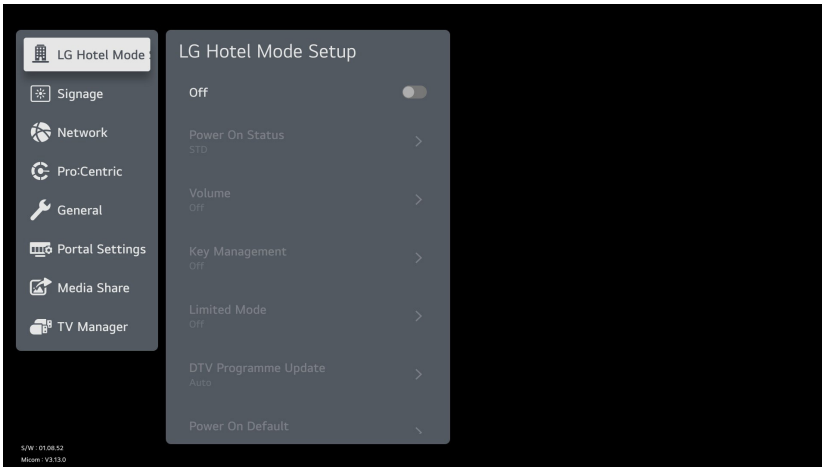 LG Hotel Mode
Signage
Network
Pro:Centric
General
Portal Settings
Media Share
TV Manager
LG Hotel Mode Setup
Off
Power On Status
STD
Volume
Off
Key Management
Off
Limited Mode
Off
DTV Programme Update
Auto
Power On Default
S/W : 01.08.52
Micom : V3.13.0